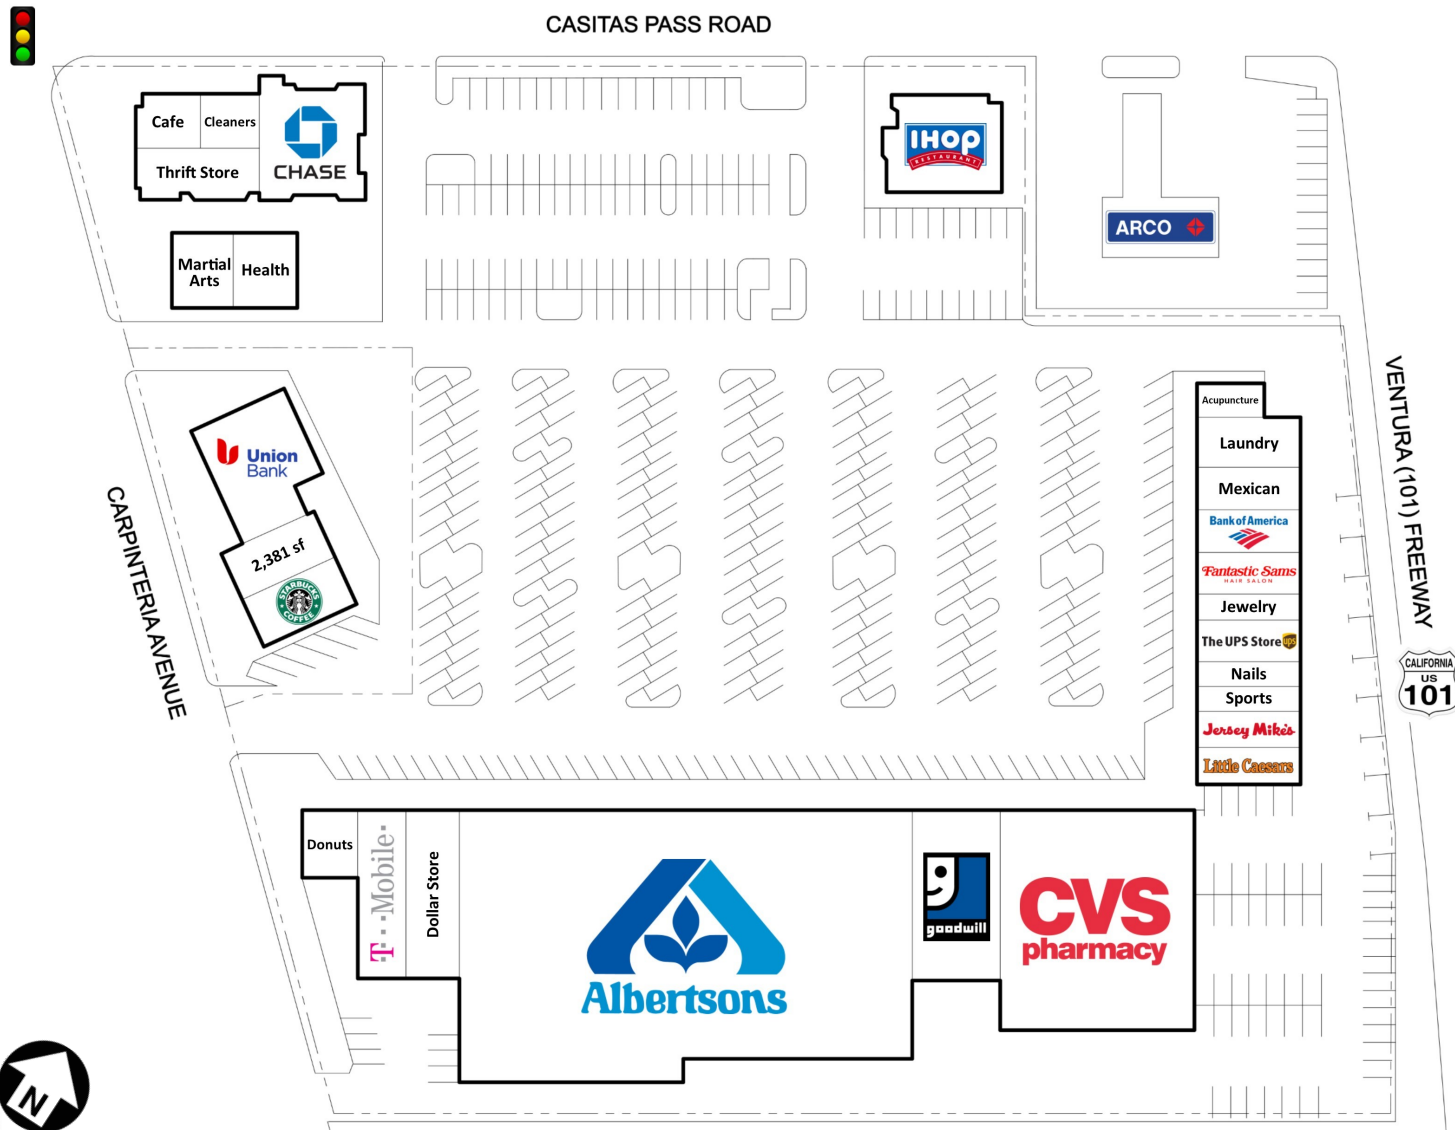 CASITAS PASS ROAD
Cafe
Cleaners
Thrift Store
CHASE
Martial
Arts
Health
IHOP
RESTAURANT
ARCO
Union
Bank
2,381 sf
STARBUCKS
COFFEE
CARPINTERIA AVENUE
Acupuncture
Laundry
Mexican
Bank of America
Fantastic Sams
HAIR SALON
Jewelry
The UPS Store
ups
Nails
Sports
Jersey Mike's
Little Caesars
VENTURA (101) FREEWAY
CALIFORNIA
US
101
Donuts
T··Mobile·
Dollar Store
Albertsons
goodwill
CVS
pharmacy
N